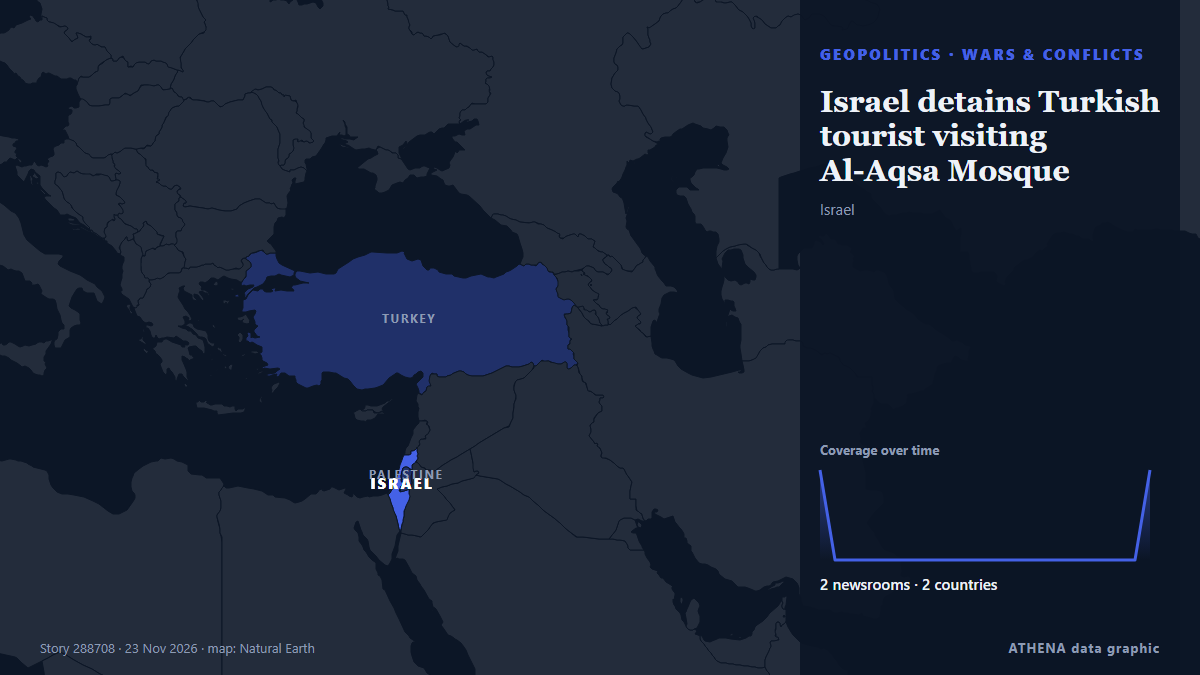 GEOPOLITICS · WARS & CONFLICTS
Israel detains Turkish
tourist visiting
Al-Aqsa Mosque
Israel
TURKEY
PALESTINE
ISRAEL
Coverage over time
2 newsrooms · 2 countries
Story 288708 · 23 Nov 2026 · map: Natural Earth
ATHENA data graphic